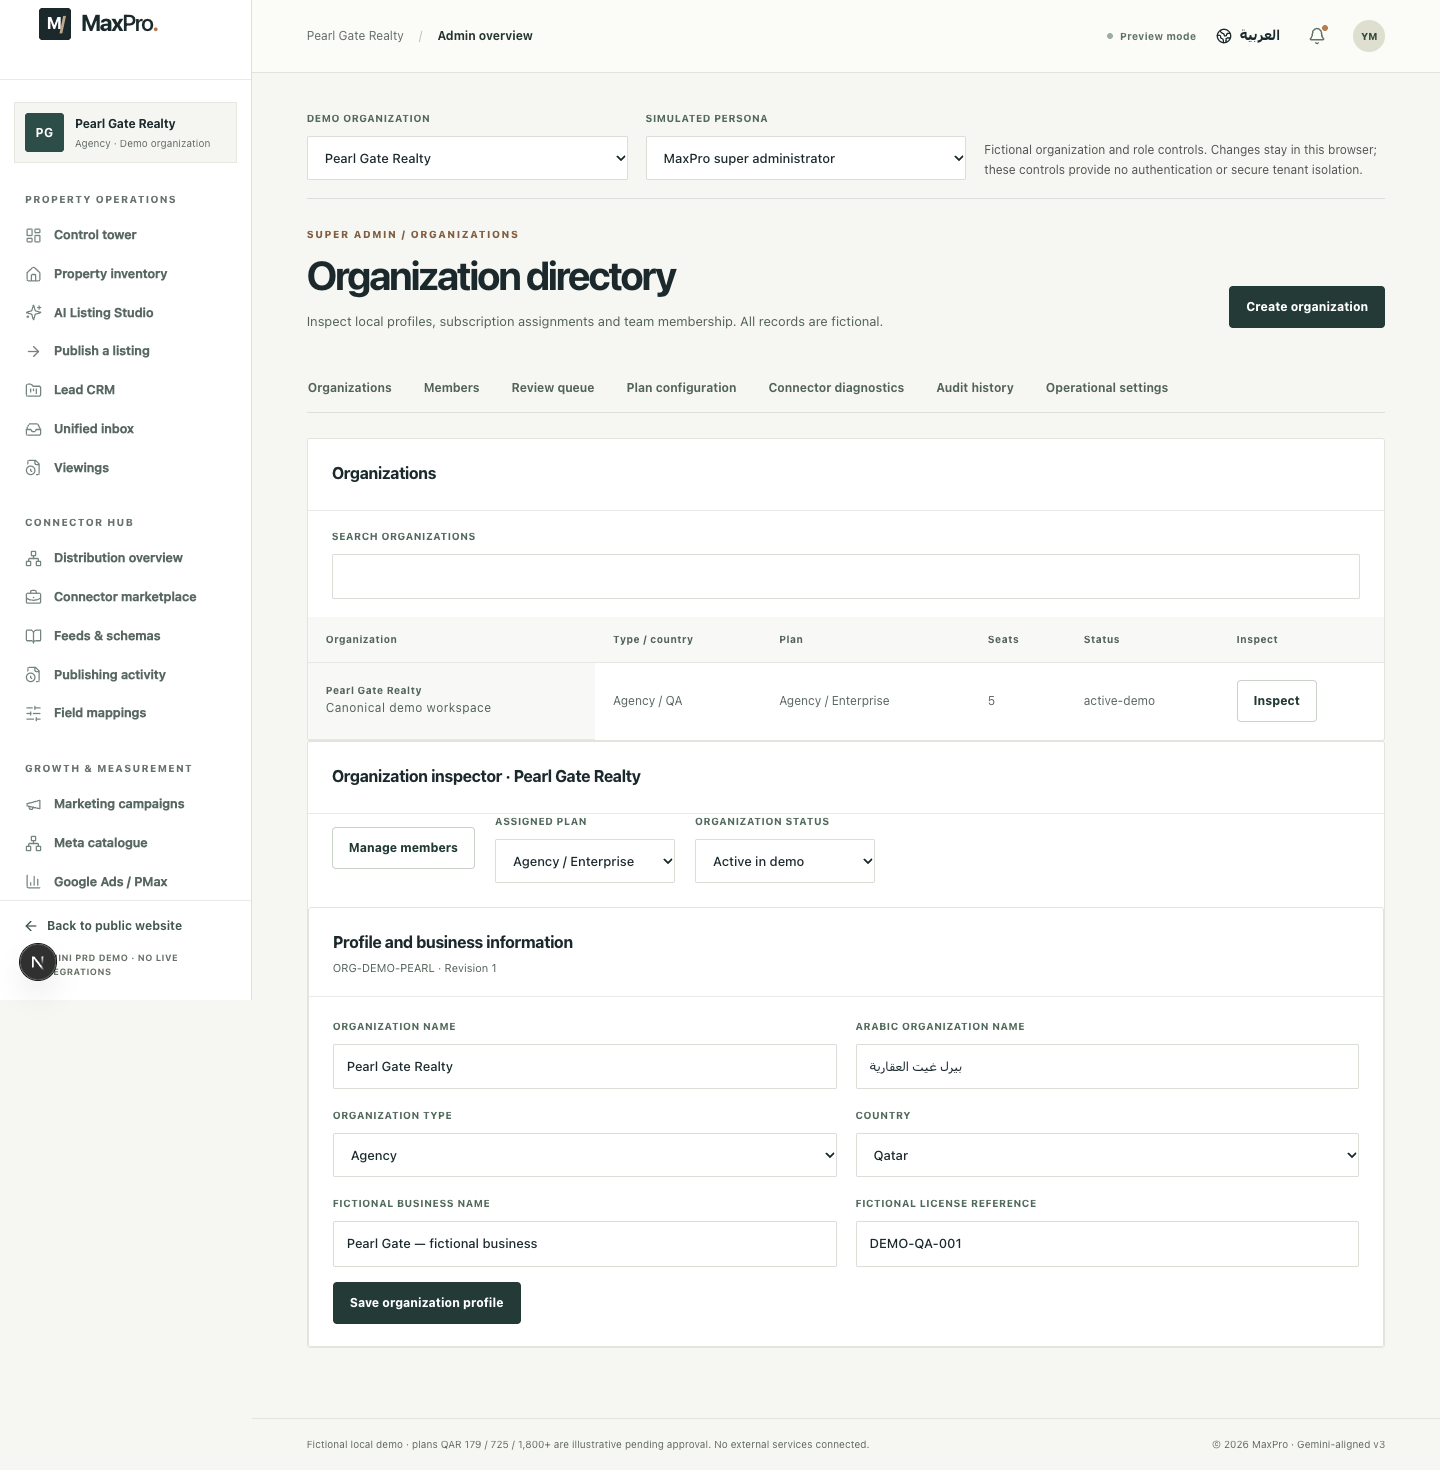 M/ MaxPro.
Pearl Gate Realty / Admin overview
Preview mode
العربية
YM
PG
Pearl Gate Realty
Agency · Demo organization
PROPERTY OPERATIONS
Control tower
Property inventory
AI Listing Studio
Publish a listing
Lead CRM
Unified inbox
Viewings
CONNECTOR HUB
Distribution overview
Connector marketplace
Feeds & schemas
Publishing activity
Field mappings
GROWTH & MEASUREMENT
Marketing campaigns
Meta catalogue
Google Ads / PMax
Back to public website
INI PRD DEMO · NO LIVE
EGRATIONS
N
DEMO ORGANIZATION
Pearl Gate Realty
SIMULATED PERSONA
MaxPro super administrator
Fictional organization and role controls. Changes stay in this browser;
these controls provide no authentication or secure tenant isolation.
SUPER ADMIN / ORGANIZATIONS
Organization directory
Inspect local profiles, subscription assignments and team membership. All records are fictional.
Create organization
Organizations Members Review queue Plan configuration Connector diagnostics Audit history Operational settings
Organizations
SEARCH ORGANIZATIONS
Organization Type / country Plan Seats Status Inspect
Pearl Gate Realty
Canonical demo workspace
Agency / QA Agency / Enterprise 5 active-demo Inspect
Organization inspector · Pearl Gate Realty
Manage members
ASSIGNED PLAN
Agency / Enterprise
ORGANIZATION STATUS
Active in demo
Profile and business information
ORG-DEMO-PEARL · Revision 1
ORGANIZATION NAME
Pearl Gate Realty
ARABIC ORGANIZATION NAME
بيرل غيت العقارية
ORGANIZATION TYPE
Agency
COUNTRY
Qatar
FICTIONAL BUSINESS NAME
Pearl Gate — fictional business
FICTIONAL LICENSE REFERENCE
DEMO-QA-001
Save organization profile
Fictional local demo · plans QAR 179 / 725 / 1,800+ are illustrative pending approval. No external services connected.
© 2026 MaxPro · Gemini-aligned v3